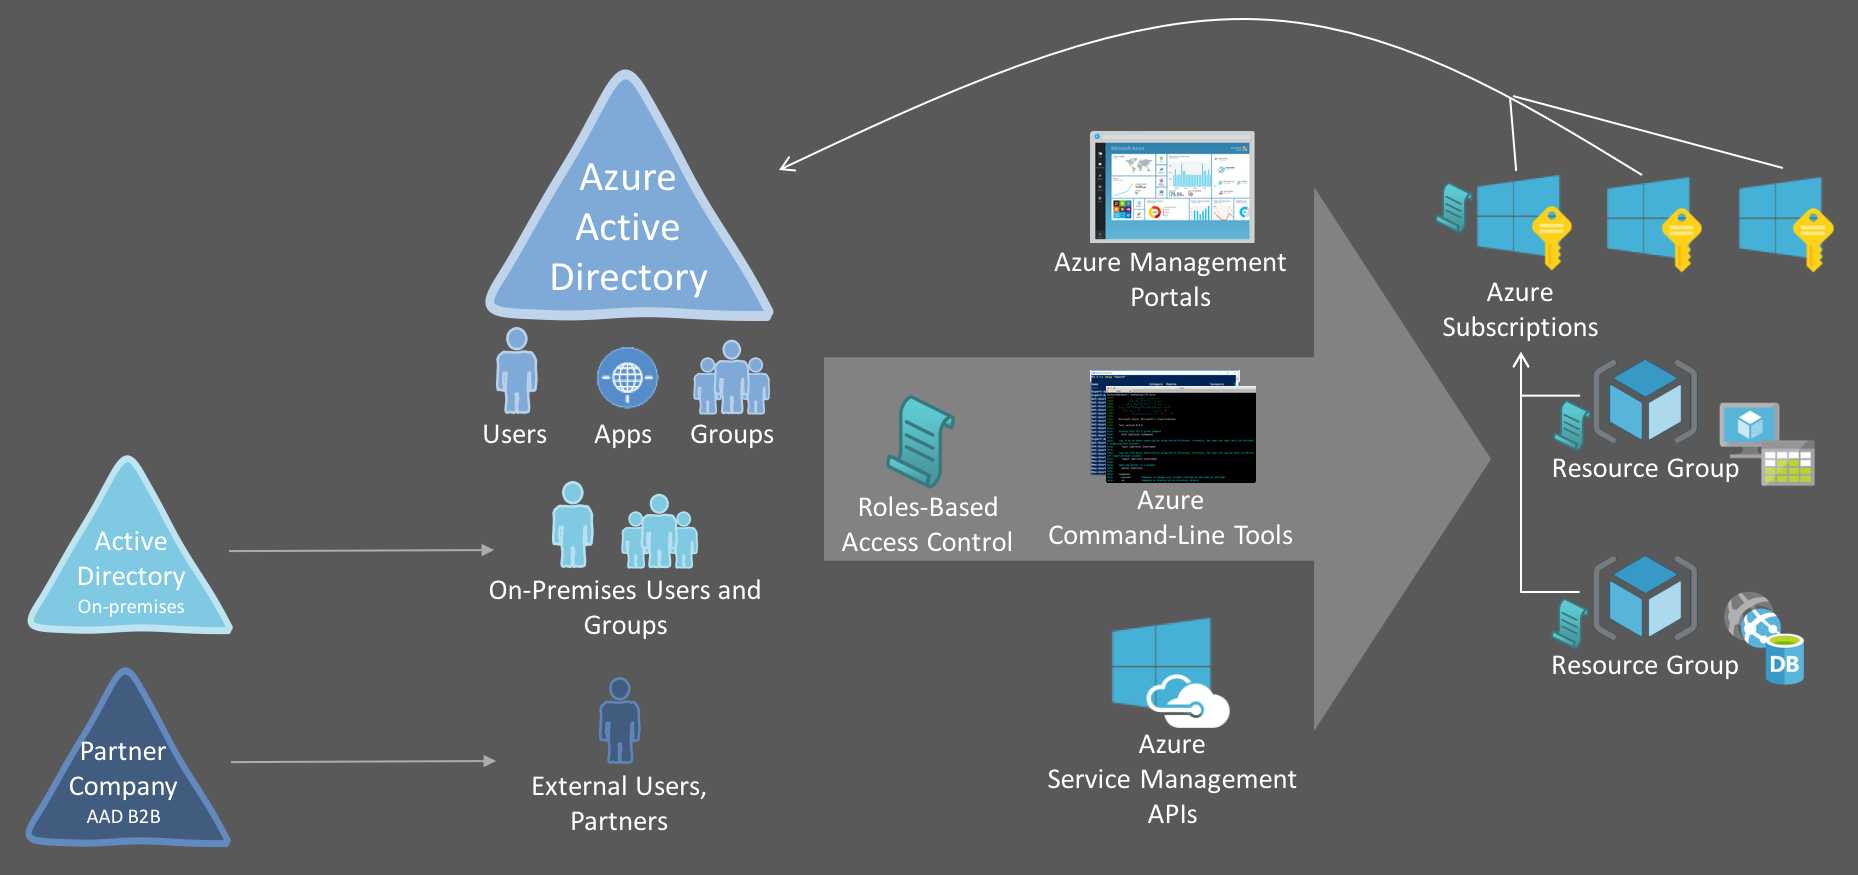 Azure
Active
Directory
Users
Apps
Groups
Active
Directory
On-premises
On-Premises Users and
Groups
Partner
Company
AAD B2B
External Users,
Partners
Roles-Based
Access Control
Microsoft Azure
Azure Management
Portals
Azure
Command-Line Tools
Azure
Service Management
APIs
Azure
Subscriptions
Resource Group
Resource Group
DB